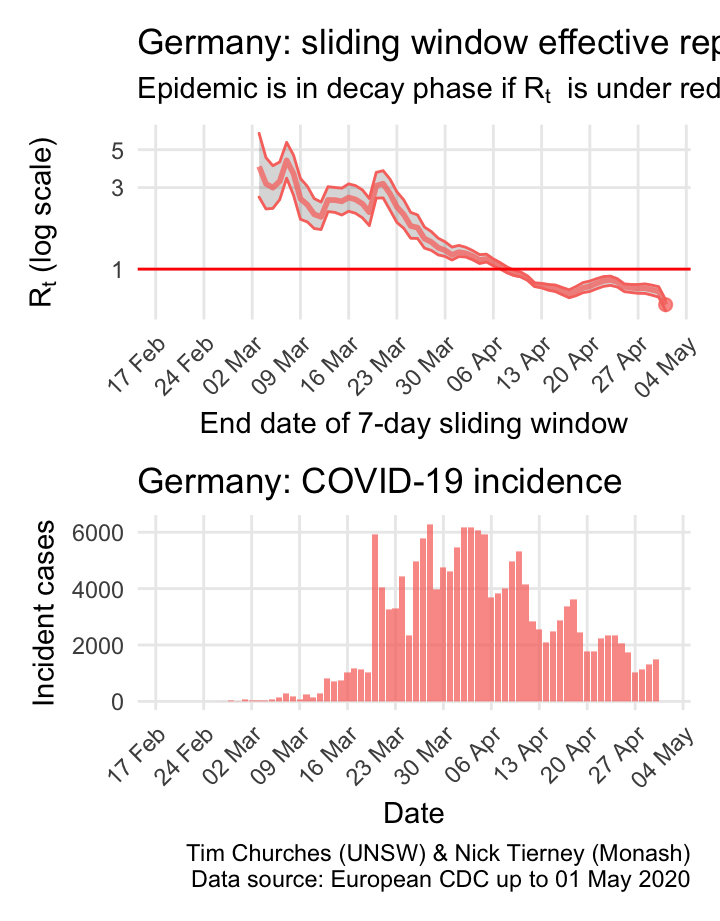 Germany: sliding window effective rep
Epidemic is in decay phase if Rt is under red
Rt (log scale)
5
3
1
17 Feb
24 Feb
02 Mar
09 Mar
16 Mar
23 Mar
30 Mar
06 Apr
13 Apr
20 Apr
27 Apr
04 May
End date of 7-day sliding window
Germany: COVID-19 incidence
Incident cases
6000
4000
2000
0
17 Feb
24 Feb
02 Mar
09 Mar
16 Mar
23 Mar
30 Mar
06 Apr
13 Apr
20 Apr
27 Apr
04 May
Date
Tim Churches (UNSW) & Nick Tierney (Monash)
Data source: European CDC up to 01 May 2020